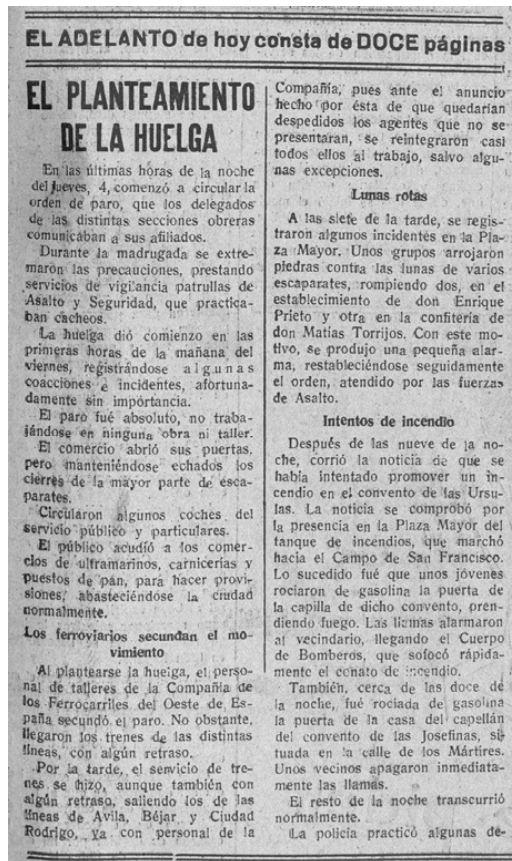 EL ADELANTO de hoy consta de DOCE páginas
EL PLANTEAMIENTO
DE LA HUELGA
En las últimas horas de la noche
del jueves, 4, comenzó a circular la
orden de paro, que los delegados
de las distintas secciones obreras
comunicaban a sus afiliados.
Durante la madrugada se extre-
maron las precauciones, prestando
servicios de vigilancia patrullas de
Asalto y Seguridad, que practica-
ban cacheos.
La huelga dió comienzo en las
primeras horas de la mañana del
viernes, registrándose algunas
coacciones e incidentes, afortuna-
damente sin importancia.
El paro fué absoluto, no traba-
jándose en ninguna obra ni taller.
El comercio abrió sus puertas,
pero manteniéndose echados los
cierres de la mayor parte de esca-
parates.
Circularon algunos coches del
servicio público y particulares.
El público acudió a los comer-
cios de ultramarinos, carnicerías y
puestos de pan, para hacer provi-
siones, abasteciéndose la ciudad
normalmente.
Los ferroviarios secundan el mo-
vimiento
Al plantearse la huelga, el perso-
nal de talleres de la Compañía de
los Ferrocarriles del Oeste de Es-
paña secundó el paro. No obstante,
llegaron los trenes de las distintas
líneas, con algún retraso.
Por la tarde, el servicio de tre-
nes se hizo, aunque también con
algún retraso, saliendo los de las
líneas de Avila, Béjar y Ciudad
Rodrigo, ya con personal de la
Compañía, pues ante el anuncio
hecho por ésta de que quedarían
despedidos los agentes que no se
presentaran, se reintegraron casi
todos ellos al trabajo, salvo algu-
nas excepciones.
Lunas rotas
A las siete de la tarde, se regis-
traron algunos incidentes en la Pla-
za Mayor. Unos grupos arrojaron
piedras contra las lunas de varios
escaparates, rompiendo dos, en el
establecimiento de don Enrique
Prieto y otra en la confitería de
don Matías Torrijos. Con este mo-
tivo, se produjo una pequeña alar-
ma, restableciéndose seguidamente
el orden, atendido por las fuerzas
de Asalto.
Intentos de incendio
Después de las nueve de la no-
che, corrió la noticia de que se
había intentado promover un in-
cendio en el convento de las Ursu-
las. La noticia se comprobó por
la presencia en la Plaza Mayor del
tanque de incendios, que marchó
hacia el Campo de San Francisco.
Lo sucedido fué que unos jóvenes
rociaron de gasolina la puerta de
la capilla de dicho convento, pren-
diendo fuego. Las llamas alarmaron
al vecindario, llegando el Cuerpo
de Bomberos, que sofocó rápida-
mente el conato de incendio.
También, cerca de las doce de
la noche, fué rociada de gasolina
la puerta de la casa del capellán
del convento de las Josefinas, si-
tuada en la calle de los Mártires.
Unos vecinos apagaron inmediata-
mente las llamas.
El resto de la noche transcurrió
normalmente.
La policía practicó algunas de-